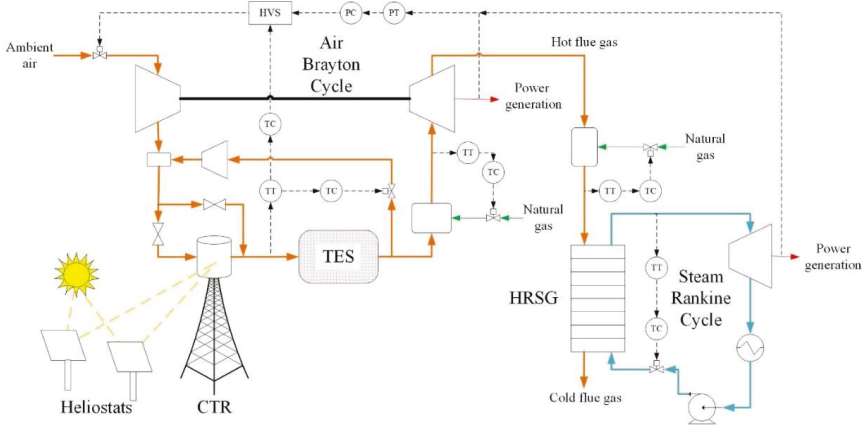 HVS
PC
PT
Ambient
air
Air
Brayton
Cycle
Hot flue gas
Power
generation
TC
TT
TC
Natural
gas
TT
TC
TT
TC
Natural
gas
TES
TT
TC
HRSG
Steam
Rankine
Cycle
Power
generation
Heliostats
CTR
Cold flue gas